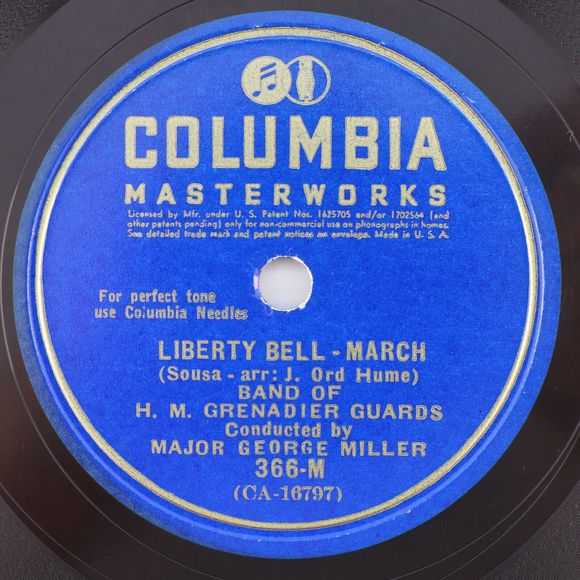 COLUMBIA
MASTERWORKS
Licensed by Mfr. under U. S. Patent Nos. 1625705 and/or 1702564 (and
other patents pending) only for non-commercial use on phonographs in homes.
See detailed trade mark and patent notices on envelope. Made in U. S. A.
For perfect tone
use Columbia Needles
LIBERTY BELL - MARCH
(Sousa - arr: J. Ord Hume)
BAND OF
H. M. GRENADIER GUARDS
Conducted by
MAJOR GEORGE MILLER
366-M
(CA-16797)